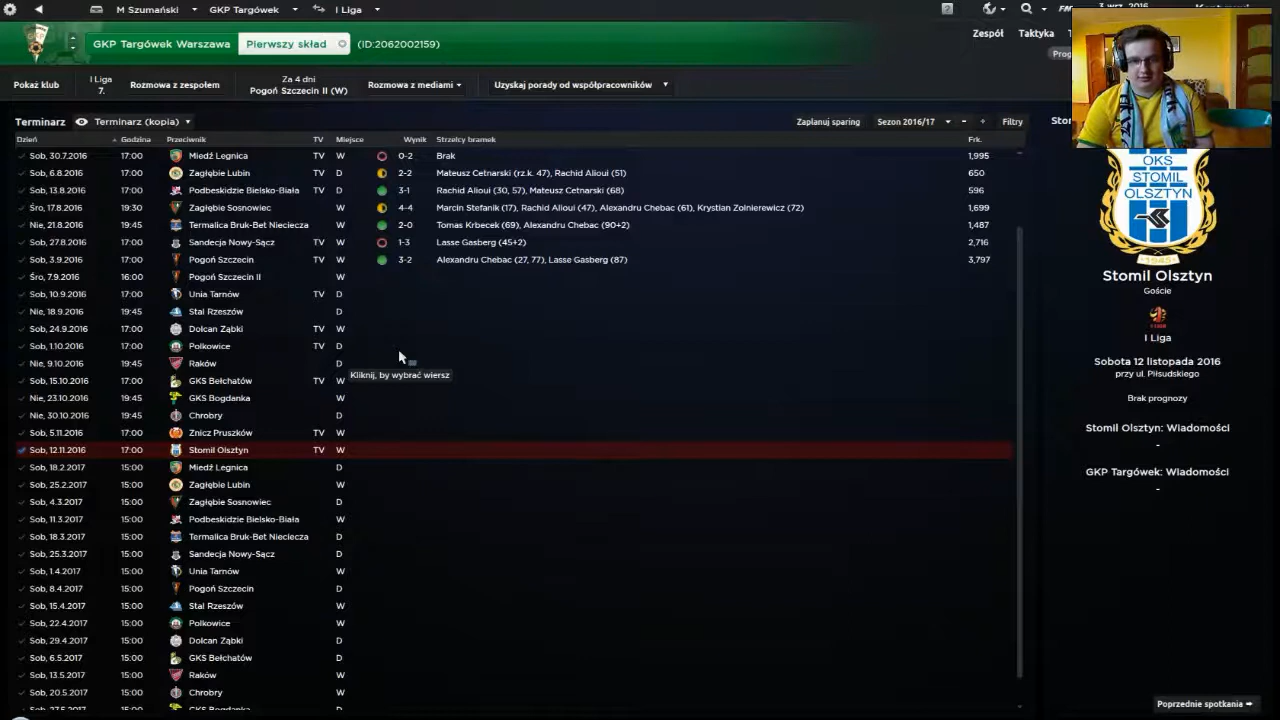 M Szumański GKP Targówek I Liga 3 wrz. 2016
GKP Targówek Warszawa Pierwszy skład (ID:2062002159) Zespół Taktyka
Pokaż klub I Liga 7. Rozmowa z zespołem Za 4 dni Pogoń Szczecin II (W) Rozmowa z mediami Uzyskaj porady od współpracowników
Terminarz Terminarz (kopia) Zaplanuj sparing Sezon 2016/17 Filtry
Dzień Godzina Przeciwnik TV Miejsce Wynik Strzelcy bramek Frk.
Sob, 30.7.2016 17:00 Miedź Legnica TV W 0-2 Brak 1,995
Sob, 6.8.2016 17:00 Zagłębie Lubin TV D 2-2 Mateusz Cetnarski (rz.k. 47), Rachid Alioui (51) 650
Sob, 13.8.2016 17:00 Podbeskidzie Bielsko-Biała TV D 3-1 Rachid Alioui (30, 57), Mateusz Cetnarski (68) 596
Śro, 17.8.2016 19:30 Zagłębie Sosnowiec W 4-4 Rachid Alioui (47), Alexandru Chebac (61), Krystian Zimmerewicz (72) 1,699
Nie, 21.8.2016 19:45 Termalica Bruk-Bet Nieciecza D 2-0 Tomas Krbecek (69), Alexandru Chebac (90+2) 1,487
Sob, 27.8.2016 17:00 Sandecja Nowy-Sącz TV W 1-3 Lasse Gasberg (45+2) 2,716
Sob, 3.9.2016 17:00 Pogoń Szczecin TV W 3-2 Alexandru Chebac (27, 77), Lasse Gasberg (87) 3,797
Śro, 7.9.2016 16:00 Pogoń Szczecin II W
Sob, 10.9.2016 17:00 Unia Tarnów TV D
Nie, 18.9.2016 19:45 Stal Rzeszów D
Sob, 24.9.2016 17:00 Dolcan Ząbki TV W
Sob, 1.10.2016 17:00 Polkowice TV D
Nie, 9.10.2016 19:45 Raków D
Kliknij, by wybrać wiersz
Sob, 15.10.2016 17:00 GKS Bełchatów TV W
Nie, 23.10.2016 19:45 GKS Bogdanka W
Nie, 30.10.2016 19:45 Chrobry D
Sob, 5.11.2016 17:00 Znicz Pruszków TV W
Sob, 12.11.2016 17:00 Stomil Olsztyn TV W
Sob, 18.2.2017 15:00 Miedź Legnica D
Sob, 25.2.2017 15:00 Zagłębie Lubin W
Sob, 4.3.2017 15:00 Zagłębie Sosnowiec D
Sob, 11.3.2017 15:00 Podbeskidzie Bielsko-Biała W
Sob, 18.3.2017 15:00 Termalica Bruk-Bet Nieciecza W
Sob, 25.3.2017 15:00 Sandecja Nowy-Sącz D
Sob, 1.4.2017 15:00 Unia Tarnów W
Sob, 8.4.2017 15:00 Pogoń Szczecin D
Sob, 15.4.2017 15:00 Stal Rzeszów W
Sob, 22.4.2017 15:00 Polkowice W
Sob, 29.4.2017 15:00 Dolcan Ząbki D
Sob, 6.5.2017 15:00 GKS Bełchatów D
Sob, 13.5.2017 15:00 Raków W
Sob, 20.5.2017 15:00 Chrobry W
Sob, 27.5.2017 15:00 GKS Bogdanka D
OKS
STOMIL
OLSZTYN
1945
Stomil Olsztyn
Goście
I Liga
Sobota 12 listopada 2016
przy ul. Piłsudskiego
Brak prognozy
Stomil Olsztyn: Wiadomości
-
GKP Targówek: Wiadomości
-
Poprzednie spotkania